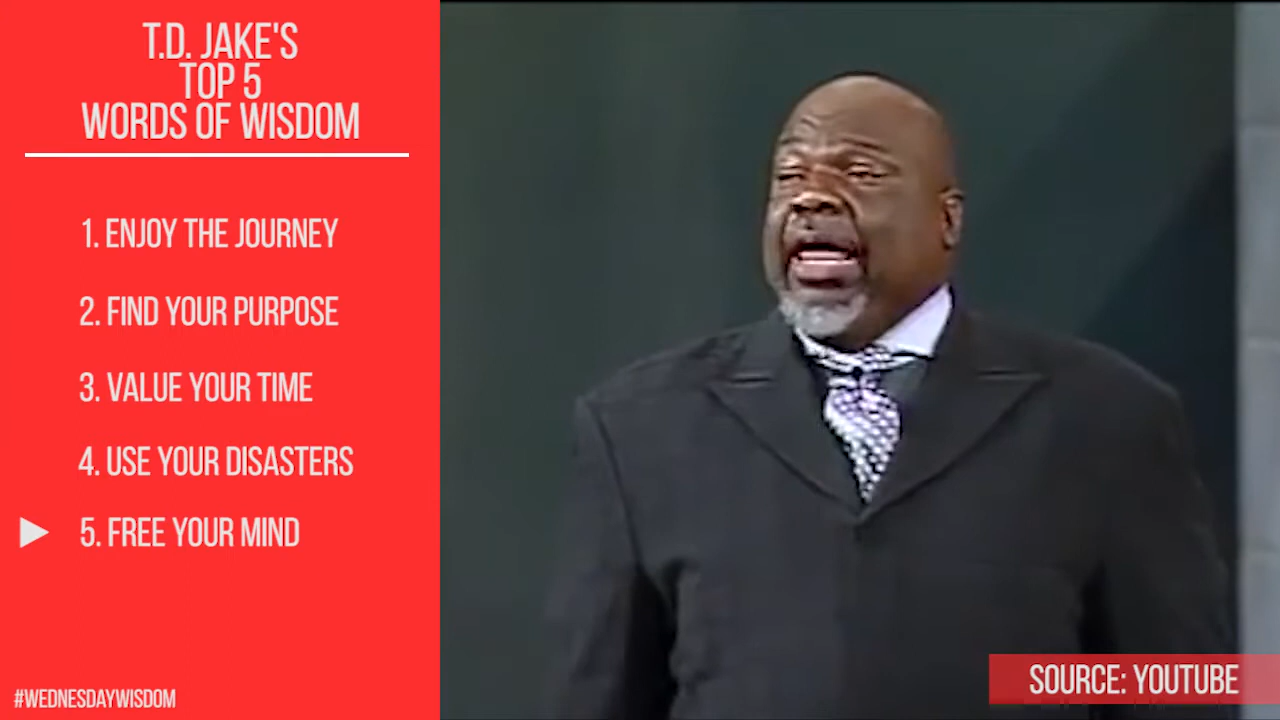 T.D. JAKE'S
TOP 5
WORDS OF WISDOM
1. ENJOY THE JOURNEY
2. FIND YOUR PURPOSE
3. VALUE YOUR TIME
4. USE YOUR DISASTERS
5. FREE YOUR MIND
#WEDNESDAYWISDOM
SOURCE: YOUTUBE